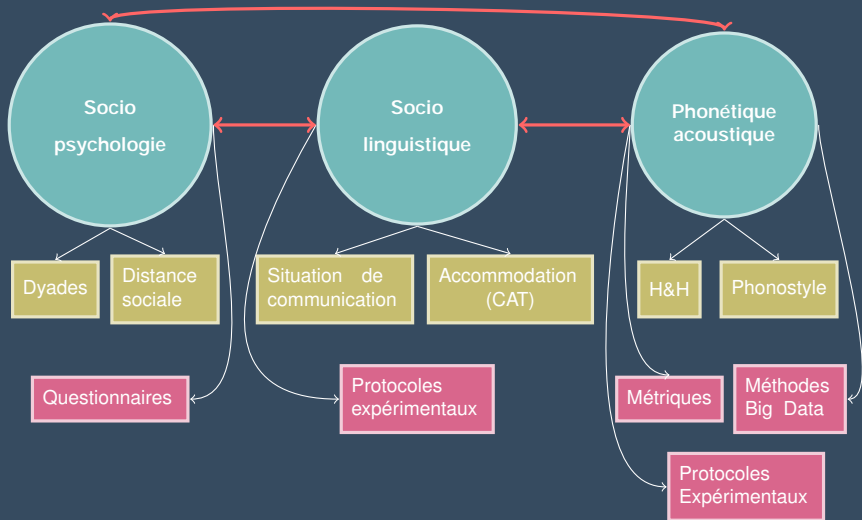 Socio
psychologie
Socio
linguistique
Phonétique
acoustique
Dyades
Distance
sociale
Situation de
communication
Accommodation
(CAT)
H&H
Phonostyle
Questionnaires
Protocoles
expérimentaux
Métriques
Méthodes
Big Data
Protocoles
Expérimentaux